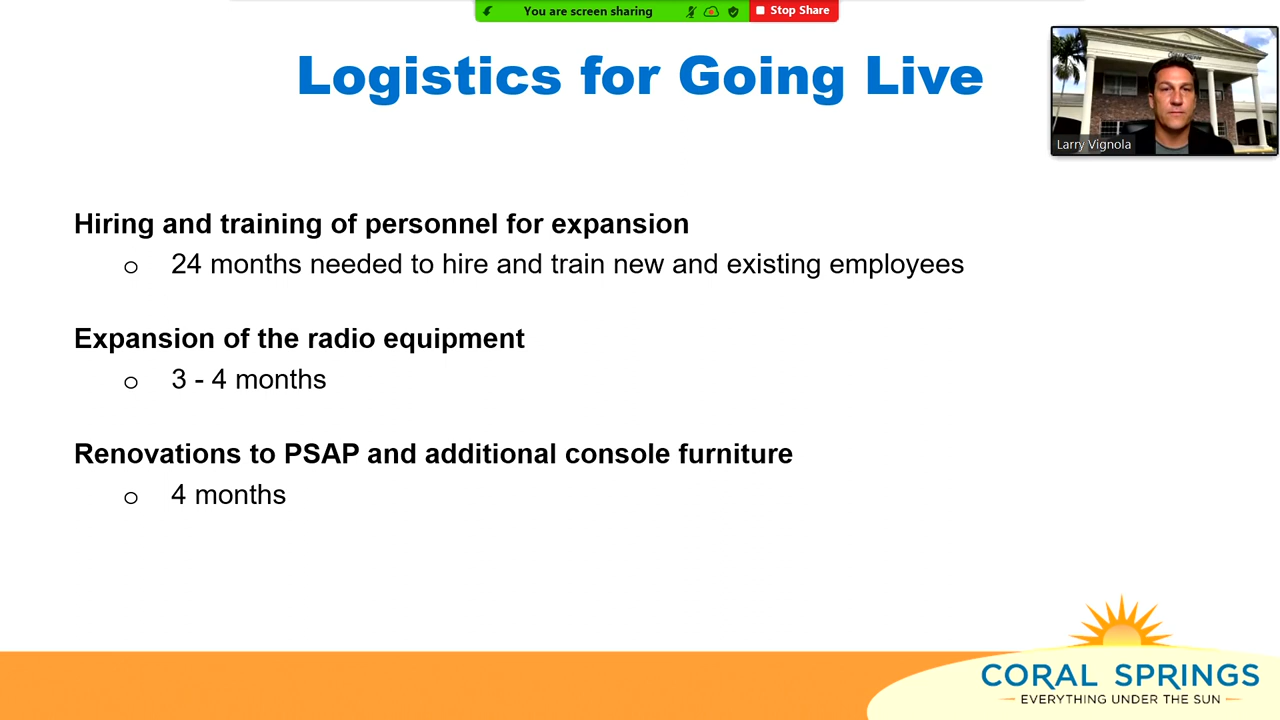 You are screen sharing
Stop Share
Logistics for Going Live
Larry Vignola
Hiring and training of personnel for expansion
o 24 months needed to hire and train new and existing employees
Expansion of the radio equipment
o 3 - 4 months
Renovations to PSAP and additional console furniture
o 4 months
CORAL SPRINGS
EVERYTHING UNDER THE SUN